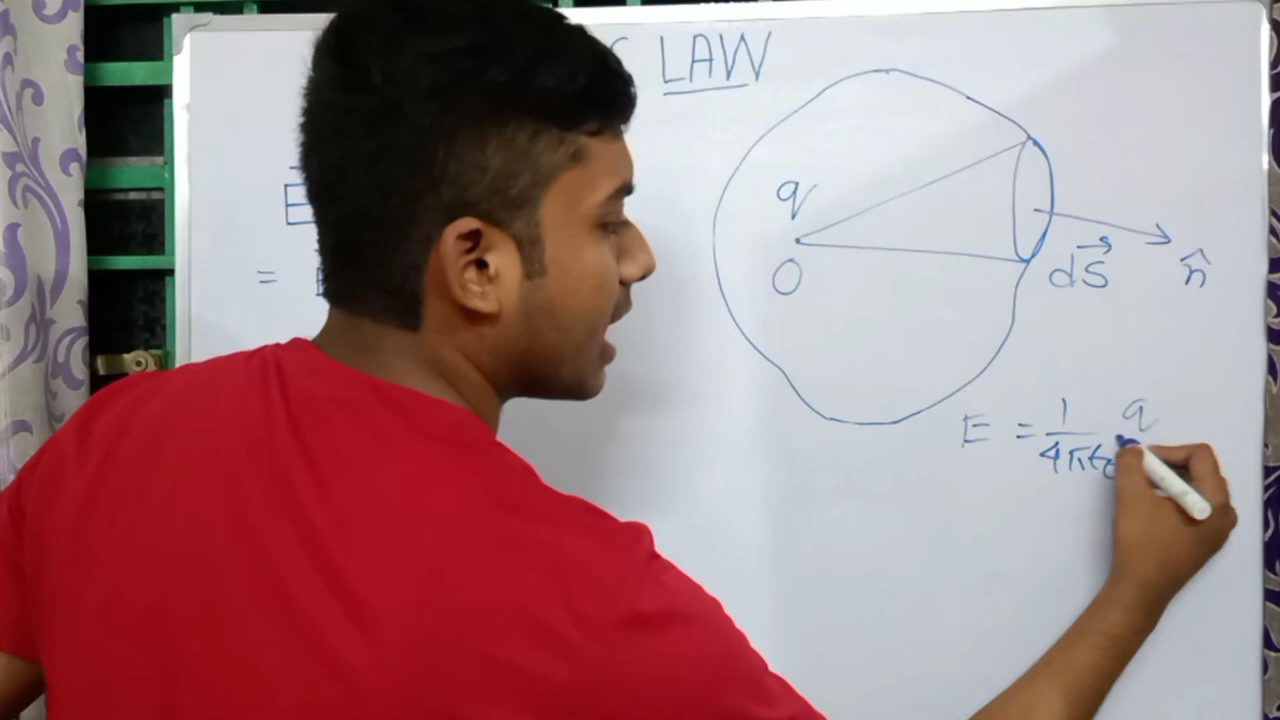 LAW
q
O
dS⃗
n̂
E
=
E = 1/4πε₀ q